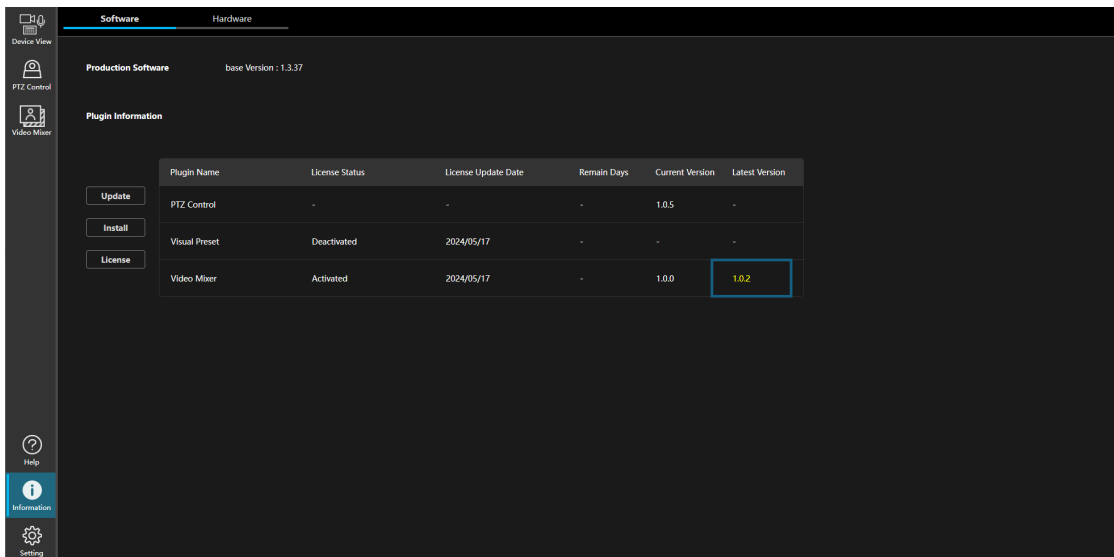 Software Hardware
Device View
PTZ Control
Video Mixer
Production Software base Version : 1.3.37
Plugin Information
Plugin Name License Status License Update Date Remain Days Current Version Latest Version
Update
Install
License
PTZ Control - - - 1.0.5 -
Visual Preset Deactivated 2024/05/17 - - -
Video Mixer Activated 2024/05/17 - 1.0.0 1.0.2
Help
Information
Setting